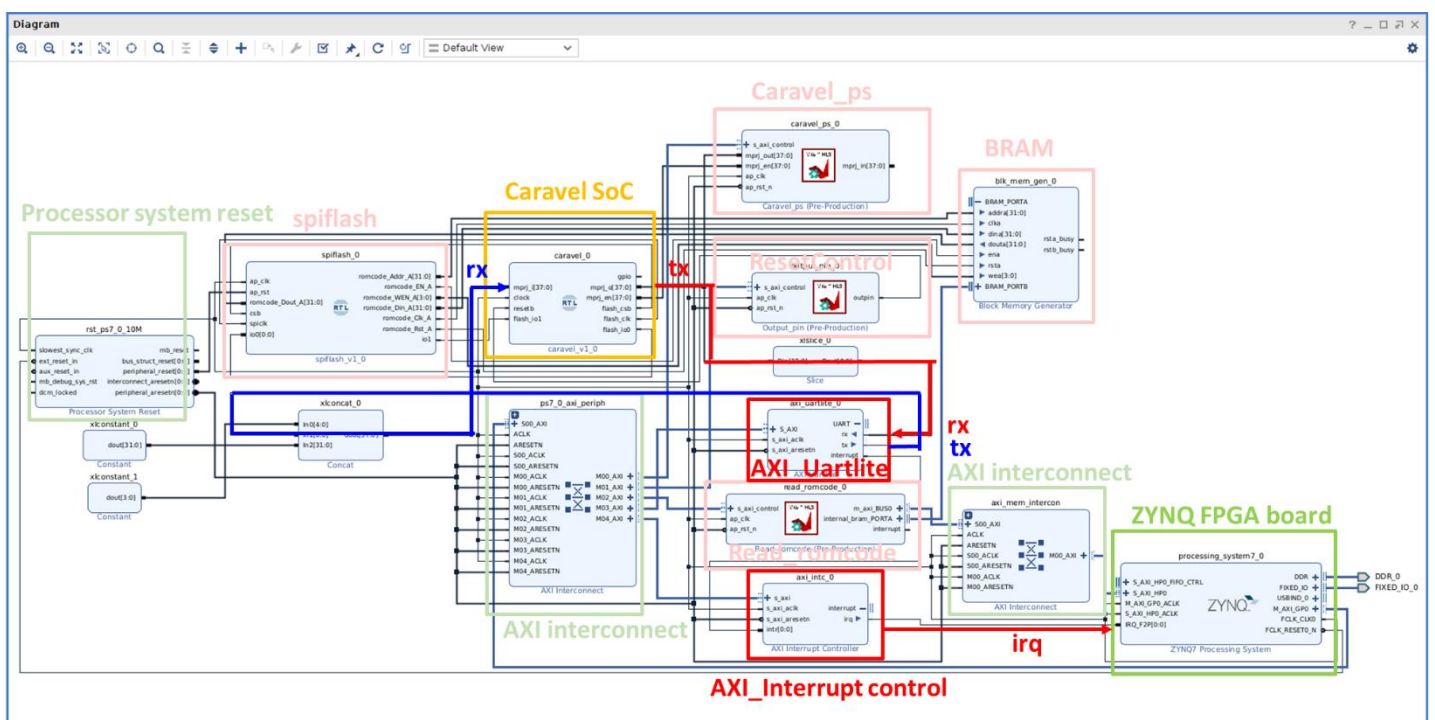 Diagram
Default View
Caravel_ps
caravel_ps_0
s_axi_control
mprj_out[37:0]
mprj_en[37:0]
ap_clk
ap_rst_n
mprj_in[37:0]
Caravel_ps (Pre-Production)
BRAM
blk_mem_gen_0
BRAM_PORTA
addra[31:0]
clka
dina[31:0]
douta[31:0]
ena
rsta
wea[3:0]
BRAM_PORTB
rsta_busy
rstb_busy
Block Memory Generator
Processor system reset
rst_ps7_0_10M
slowest_sync_clk
ext_reset_in
aux_reset_in
mb_debug_sys_rst
dcm_locked
mb_reset
peripheral_aresetn[0:0]
Processor System Reset
spiflash
spiflash_0
ap_clk
ap_rst
romcode_Dout_A[31:0]
csb
spiclk
io0[0:0]
romcode_Addr_A[31:0]
romcode_EN_A
romcode_WEN_A[3:0]
romcode_Din_A[31:0]
romcode_Clk_A
romcode_Rst_A
io1
spiflash_v1_0
Caravel SoC
caravel_0
rx
mprj_i[37:0]
clock
resetb
flash_io1
gpio
mprj_o[37:0]
mprj_en[37:0]
flash_csb
flash_clk
flash_io0
caravel_v1_0
tx
ResetControl
s_axi_control
ap_clk
ap_rst_n
outpin
Output_pin (Pre-Production)
xlslice_0
Slice
xlconstant_0
dout[31:0]
Constant
xlconstant_1
dout[3:0]
Constant
xlconcat_0
In0[4:0]
In2[31:0]
Concat
ps7_0_axi_periph
S00_AXI
ACLK
ARESETN
S00_ACLK
S00_ARESETN
M00_ACLK
M00_ARESETN
M01_ACLK
M01_ARESETN
M02_ACLK
M02_ARESETN
M03_ACLK
M03_ARESETN
M04_ACLK
M04_ARESETN
M00_AXI
M01_AXI
M02_AXI
M03_AXI
M04_AXI
AXI Interconnect
AXI interconnect
axi_uartlite_0
S_AXI
s_axi_aclk
s_axi_aresetn
UART
rx
tx
interrupt
AXI_Uartlite
rx
tx
read_romcode_0
s_axi_control
ap_clk
ap_rst_n
m_axi_BUS0
internal_bram_PORTA
interrupt
Read_romcode
axi_intc_0
s_axi
s_axi_aclk
s_axi_aresetn
intr[0:0]
interrupt
irq
AXI Interrupt Controller
AXI_Interrupt control
irq
AXI interconnect
axi_mem_intercon
S00_AXI
ACLK
ARESETN
S00_ACLK
S00_ARESETN
M00_ACLK
M00_ARESETN
M00_AXI
AXI Interconnect
ZYNQ FPGA board
processing_system7_0
S_AXI_HP0_FIFO_CTRL
S_AXI_HP0
M_AXI_GP0_ACLK
S_AXI_HP0_ACLK
IRQ_F2P[0:0]
ZYNQ
DDR
FIXED_IO
USBIND_0
M_AXI_GP0
FCLK_CLK0
FCLK_RESET0_N
ZYNQ7 Processing System
DDR_0
FIXED_IO_0